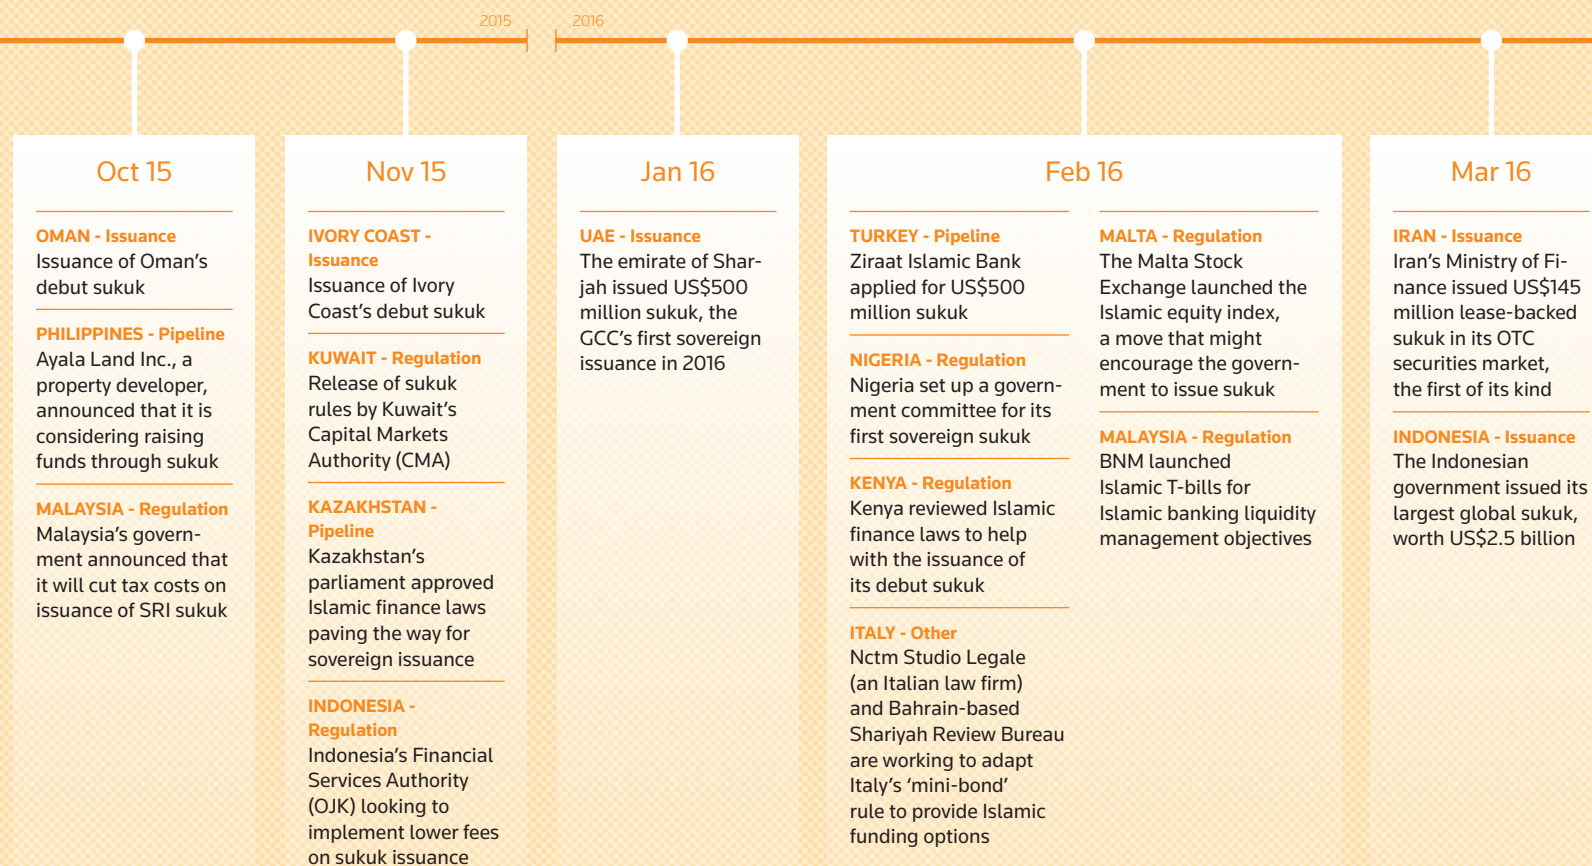 2015
2016
Oct 15
OMAN - Issuance
Issuance of Oman’s
debut sukuk
PHILIPPINES - Pipeline
Ayala Land Inc., a
property developer,
announced that it is
considering raising
funds through sukuk
MALAYSIA - Regulation
Malaysia’s govern-
ment announced that
it will cut tax costs on
issuance of SRI sukuk
Nov 15
IVORY COAST -
Issuance
Issuance of Ivory
Coast’s debut sukuk
KUWAIT - Regulation
Release of sukuk
rules by Kuwait’s
Capital Markets
Authority (CMA)
KAZAKHSTAN -
Pipeline
Kazakhstan’s
parliament approved
Islamic finance laws
paving the way for
sovereign issuance
INDONESIA -
Regulation
Indonesia’s Financial
Services Authority
(OJK) looking to
implement lower fees
on sukuk issuance
Jan 16
UAE - Issuance
The emirate of Shar-
jah issued US$500
million sukuk, the
GCC’s first sovereign
issuance in 2016
Feb 16
TURKEY - Pipeline
Ziraat Islamic Bank
applied for US$500
million sukuk
NIGERIA - Regulation
Nigeria set up a govern-
ment committee for its
first sovereign sukuk
KENYA - Regulation
Kenya reviewed Islamic
finance laws to help
with the issuance of
its debut sukuk
ITALY - Other
Nctm Studio Legale
(an Italian law firm)
and Bahrain-based
Shariyah Review Bureau
are working to adapt
Italy’s ‘mini-bond’
rule to provide Islamic
funding options
MALTA - Regulation
The Malta Stock
Exchange launched the
Islamic equity index,
a move that might
encourage the govern-
ment to issue sukuk
MALAYSIA - Regulation
BNM launched
Islamic T-bills for
Islamic banking liquidity
management objectives
Mar 16
IRAN - Issuance
Iran’s Ministry of Fi-
nance issued US$145
million lease-backed
sukuk in its OTC
securities market,
the first of its kind
INDONESIA - Issuance
The Indonesian
government issued its
largest global sukuk,
worth US$2.5 billion